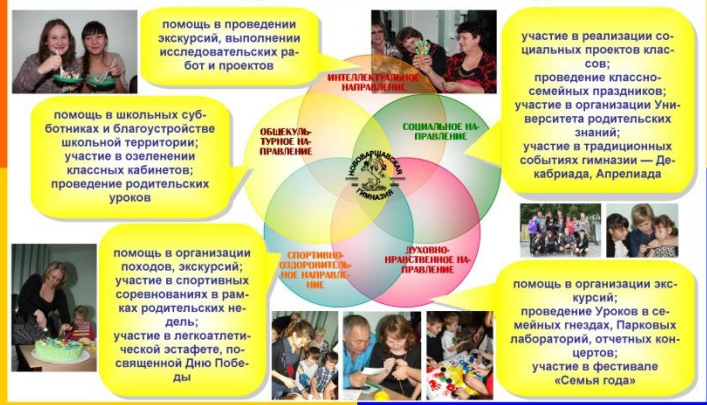 помощь в проведении
экскурсий, выполнении
исследовательских ра-
бот и проектов
ИНТЕЛЛЕКТУАЛЬНОЕ
НАПРАВЛЕНИЕ
участие в реализации со-
циальных проектов клас-
сов;
проведение классно-
семейных праздников;
участие в организации Уни-
верситета родительских
знаний;
участие в традиционных
событиях гимназии — Де-
кабриада, Апрелиада
помощь в школьных суб-
ботниках и благоустройстве
школьной территории;
участие в озеленении
классных кабинетов;
проведение родительских
уроков
ОБЩЕКУЛЬ-
ТУРНОЕ НА-
ПРАВЛЕНИЕ
СОЦИАЛЬНОЕ НА-
ПРАВЛЕНИЕ
НОВОВАРШАВСКАЯ
ГИМНАЗИЯ
СПОРТИВНО-
ОЗДОРОВИТЕЛЬ-
НОЕ НАПРАВЛЕ-
НИЕ
ДУХОВНО-
НРАВСТВЕННОЕ НА-
ПРАВЛЕНИЕ
помощь в организации
походов, экскурсий;
участие в спортивных
соревнованиях в рам-
ках родительских не-
дель;
участие в легкоатлети-
ческой эстафете, по-
священной Дню Побе-
ды
помощь в организации экс-
курсий;
проведение Уроков в се-
мейных гнездах, Парковых
лабораторий, отчетных кон-
цертов;
участие в фестивале
«Семья года»